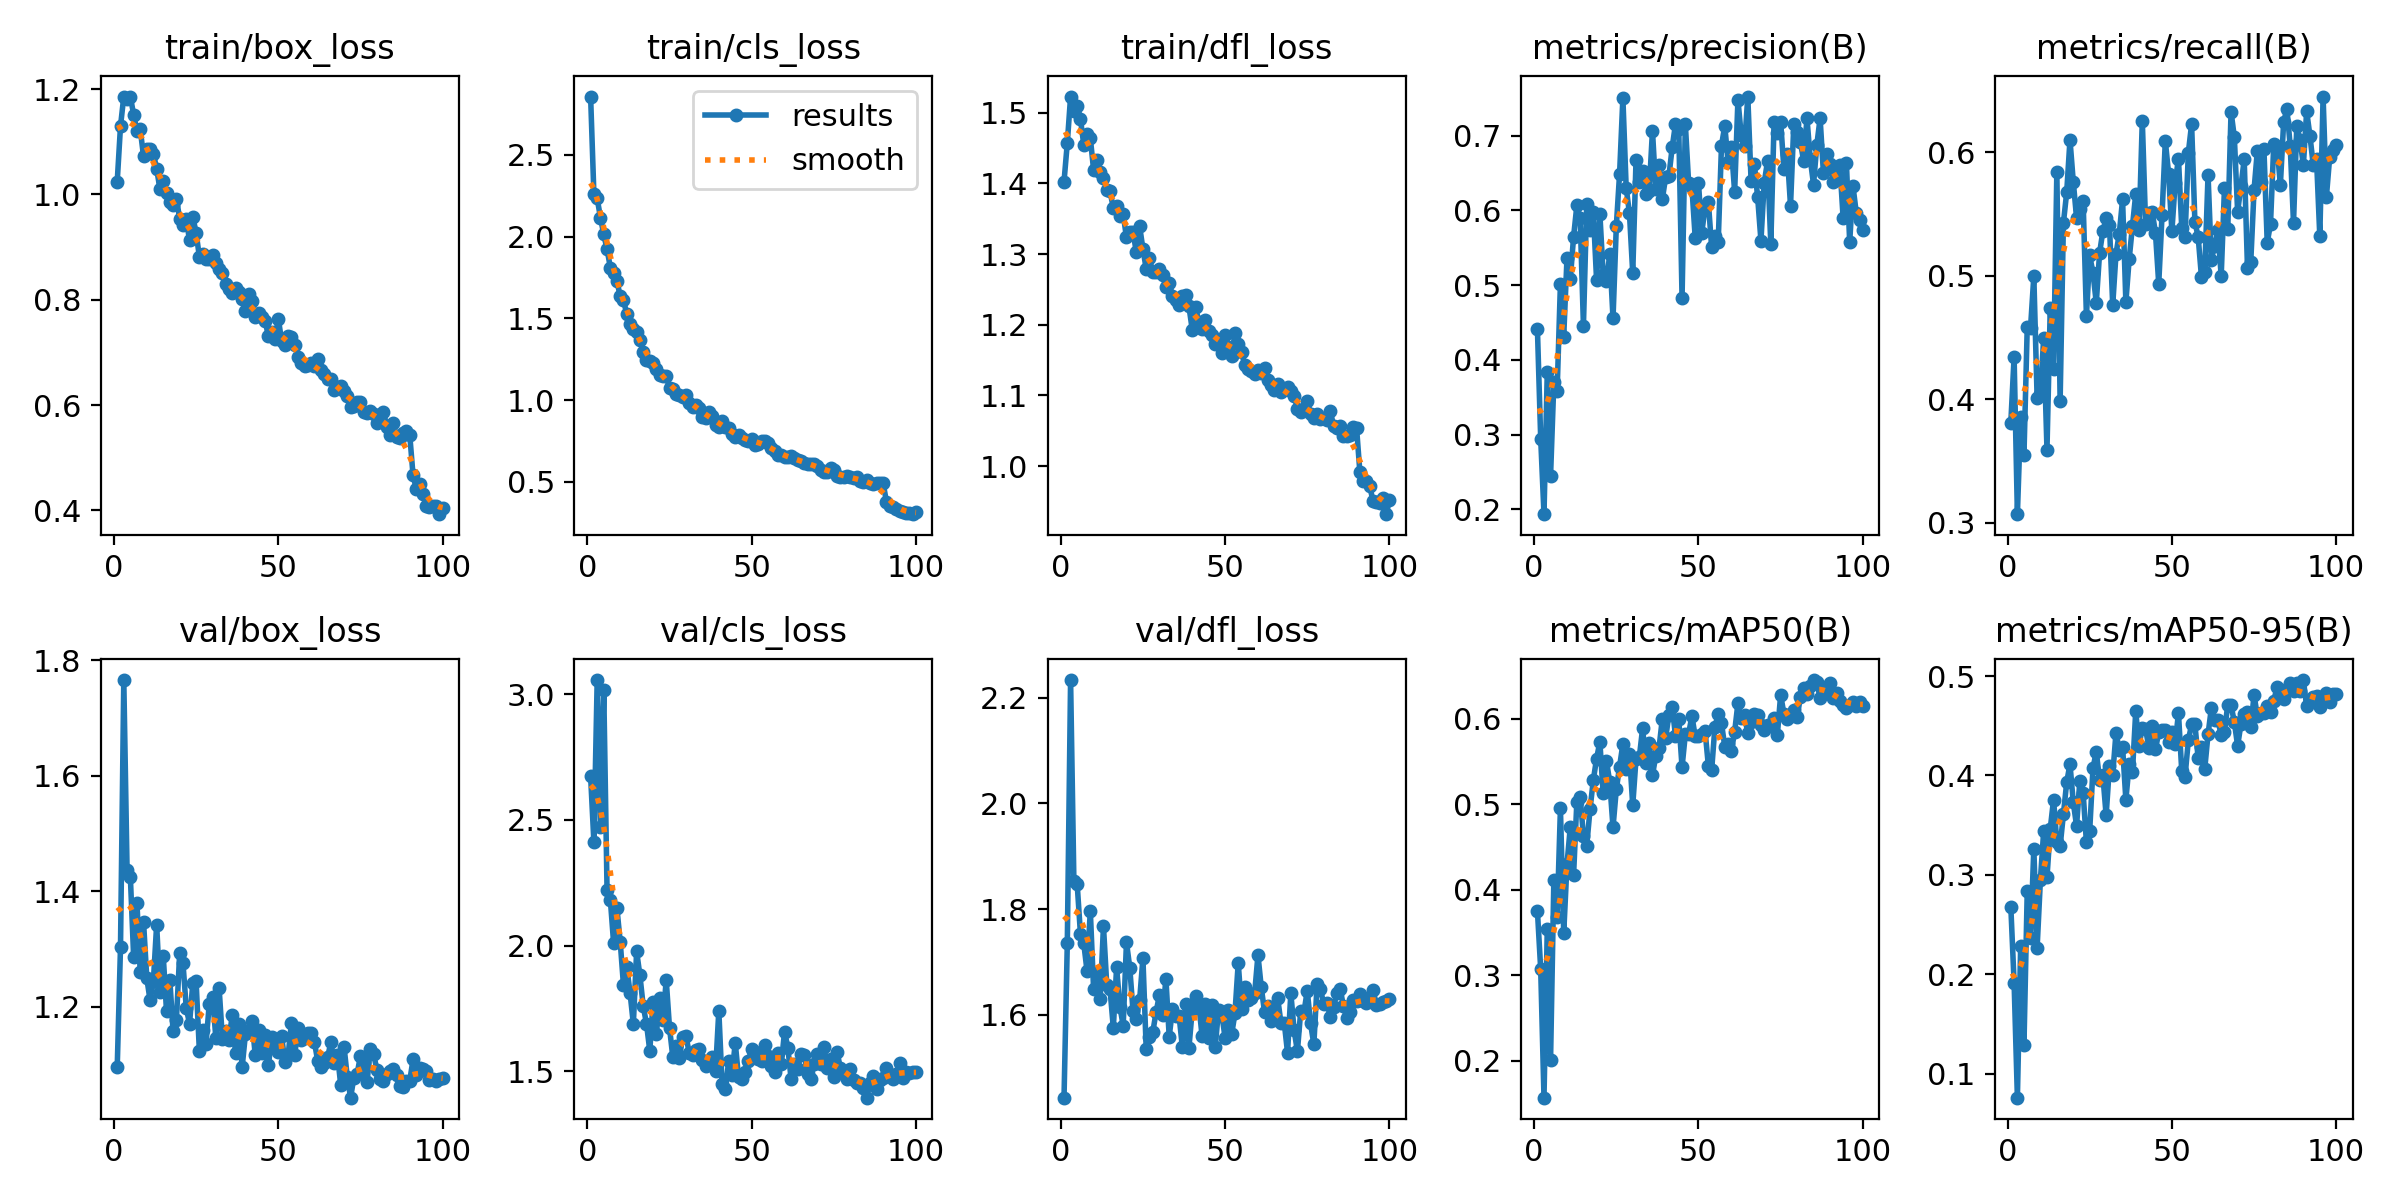 train/box_loss
train/cls_loss
train/dfl_loss
metrics/precision(B)
metrics/recall(B)
1.2
1.0
0.8
0.6
0.4
0 50 100
results
smooth
2.5
2.0
1.5
1.0
0.5
0 50 100
1.5
1.4
1.3
1.2
1.1
1.0
0 50 100
0.7
0.6
0.5
0.4
0.3
0.2
0 50 100
0.6
0.5
0.4
0.3
0 50 100
val/box_loss
val/cls_loss
val/dfl_loss
metrics/mAP50(B)
metrics/mAP50-95(B)
1.8
1.6
1.4
1.2
0 50 100
3.0
2.5
2.0
1.5
0 50 100
2.2
2.0
1.8
1.6
0 50 100
0.6
0.5
0.4
0.3
0.2
0 50 100
0.5
0.4
0.3
0.2
0.1
0 50 100